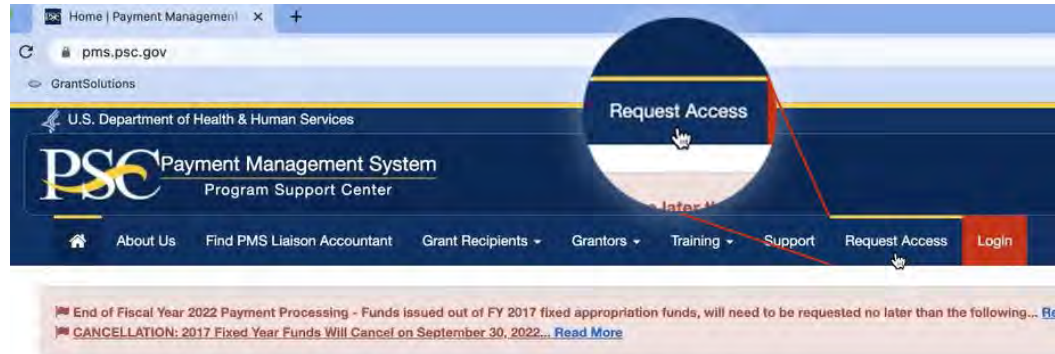 Home | Payment Management
pms.psc.gov
GrantSolutions
U.S. Department of Health & Human Services
PSC Payment Management System
Program Support Center
Request Access
later th
About Us Find PMS Liaison Accountant Grant Recipients Grantors Training Support Request Access Login
End of Fiscal Year 2022 Payment Processing - Funds issued out of FY 2017 fixed appropriation funds, will need to be requested no later than the following... Re
CANCELLATION: 2017 Fixed Year Funds Will Cancel on September 30, 2022... Read More